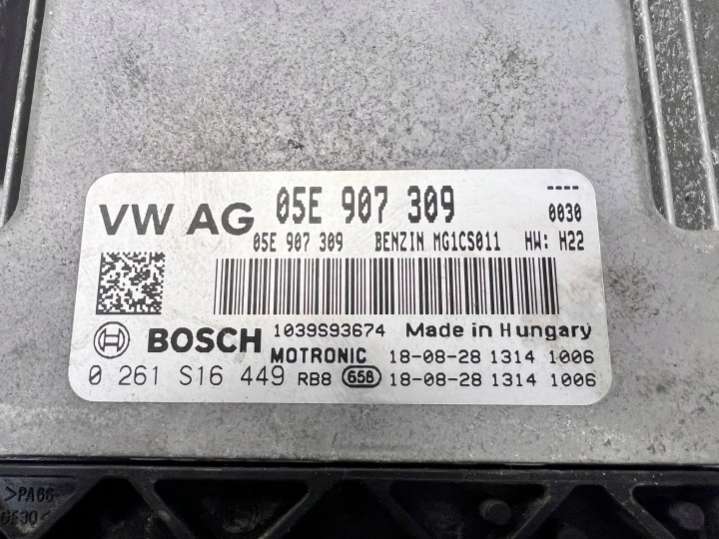 VW AG 05E 907 309 ----
0030
05E 907 309 BENZIN MG1CS011 HW: H22
BOSCH 1039S93674 Made in Hungary
MOTRONIC 18-08-28 1314 1006
0 261 S16 449 RB8 658 18-08-28 1314 1006
>PA66-